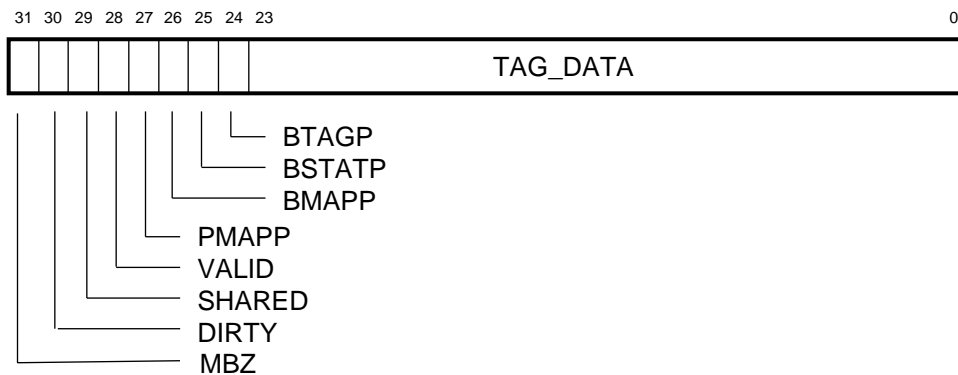 31 30 29 28 27 26 25 24 23 0
TAG_DATA
BTAGP
BSTATP
BMAPP
PMAPP
VALID
SHARED
DIRTY
MBZ